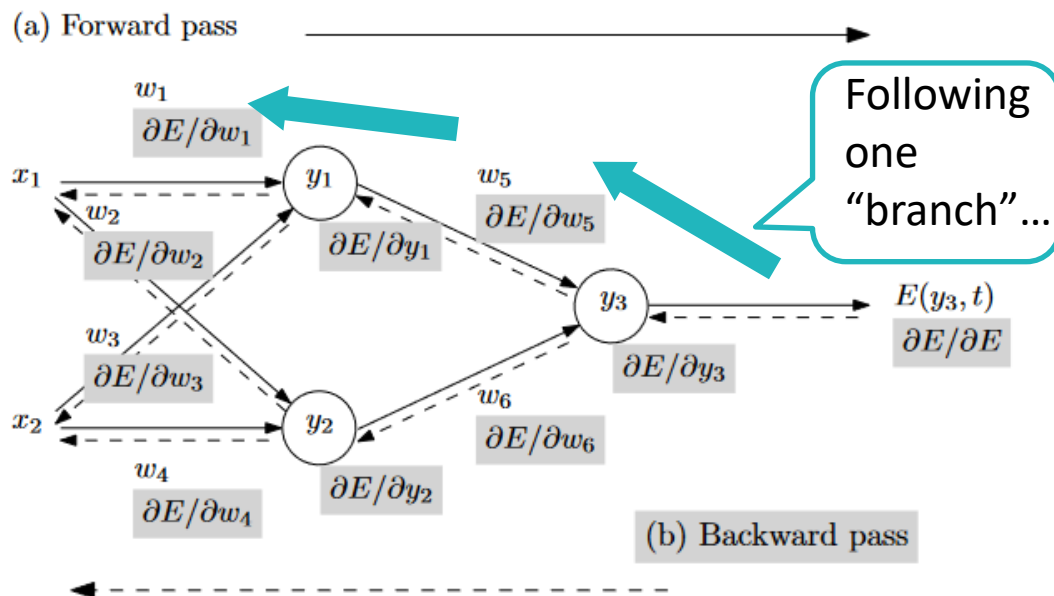 (a) Forward pass
Following
one
“branch”...
w₁
∂E/∂w₁
x₁
y₁
w₅
∂E/∂w₅
w₂
∂E/∂w₂
∂E/∂y₁
y₃
E(y₃, t)
∂E/∂E
w₃
∂E/∂w₃
∂E/∂y₃
x₂
y₂
w₆
∂E/∂w₆
w₄
∂E/∂w₄
∂E/∂y₂
(b) Backward pass